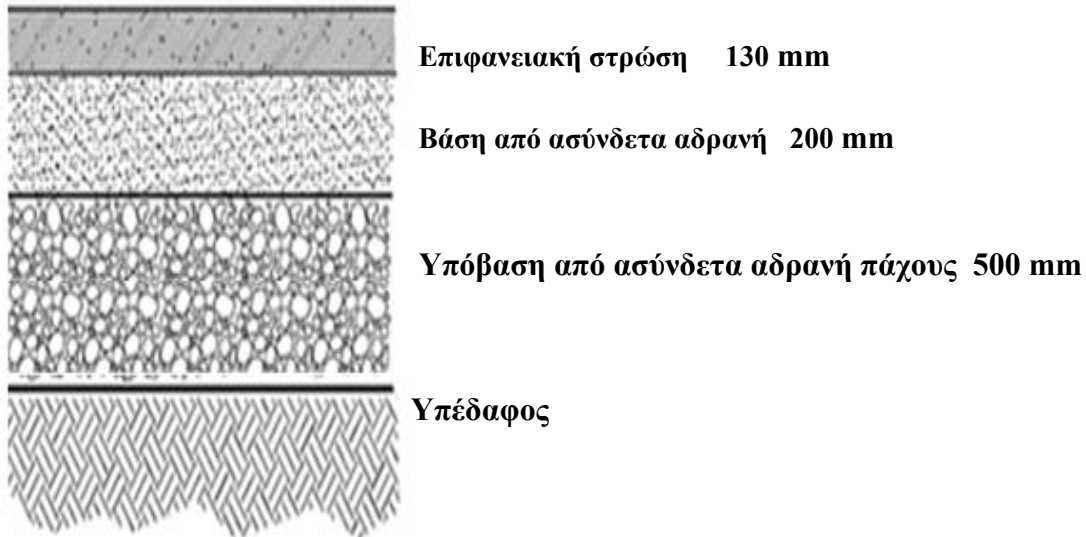 Επιφανειακή στρώση 130 mm
Βάση από ασύνδετα αδρανή 200 mm
Υπόβαση από ασύνδετα αδρανή πάχους 500 mm
Υπέδαφος